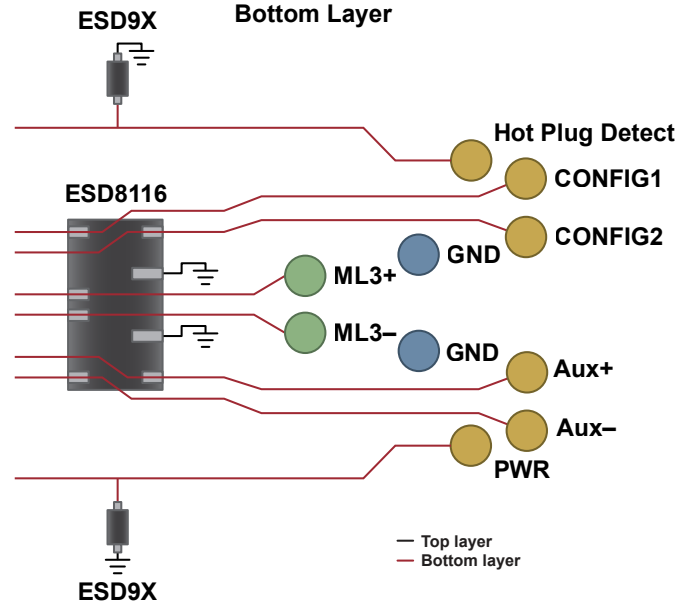 Bottom Layer
ESD9X
Hot Plug Detect
CONFIG1
ESD8116
CONFIG2
GND
ML3+
ML3–
GND
Aux+
Aux–
PWR
Top layer
Bottom layer
ESD9X